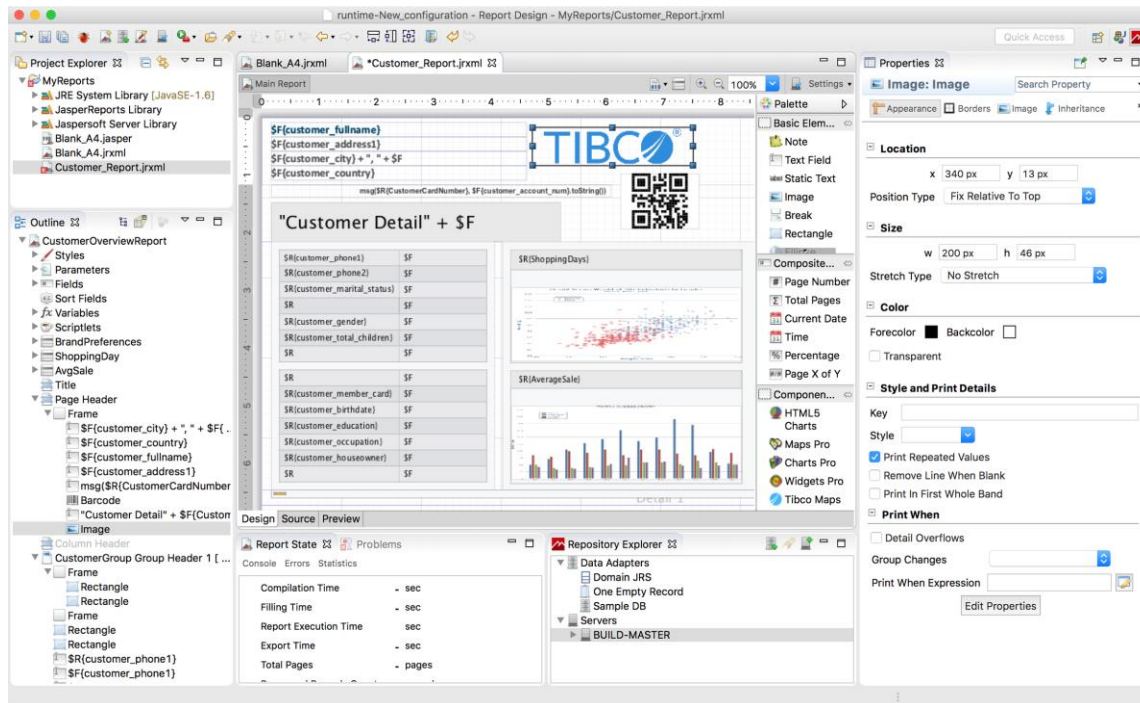 runtime-New_configuration - Report Design - MyReports/Customer_Report.jrxml
Quick Access
Project Explorer
MyReports
JRE System Library [JavaSE-1.6]
JasperReports Library
Jaspersoft Server Library
Blank_A4.jasper
Blank_A4.jrxml
Customer_Report.jrxml
Outline
CustomerOverviewReport
Styles
Parameters
Fields
Sort Fields
fx Variables
Scriptlets
BrandPreferences
ShoppingDay
AvgSale
Title
Page Header
Frame
$F{customer_city} + ", " + $F{ ..
$F{customer_country}
$F{customer_fullname}
$F{customer_address1}
msg($R{CustomerCardNumber
Barcode
"Customer Detail" + $F{Custom
Image
Column Header
CustomerGroup Group Header 1 [ ...
Frame
Rectangle
Rectangle
Frame
Rectangle
Rectangle
$R{customer_phone1}
$F{customer_phone1}
Blank_A4.jrxml
*Customer_Report.jrxml
Main Report
100%
Settings
0 1 2 3 4 5 6 7 8
$F{customer_fullname}
$F{customer_address1}
$F{customer_city} + ", " + $F
$F{customer_country}
TIBCO®
msg($R{CustomerCardNumber}, $F{customer_account_num}.toString())
"Customer Detail" + $F
$R{customer_phone1} $F
$R{customer_phone2} $F
$R{customer_marital_status} $F
$R $F
$R{customer_gender} $F
$R{customer_total_children} $F
$R $F
$R $F
$R{customer_member_card} $F
$R{customer_birthdate} $F
$R{customer_education} $F
$R{customer_occupation} $F
$R{customer_houseowner} $F
$R $F
$R{ShoppingDays}
$R{AverageSale}
Detail 1
Design Source Preview
Palette
Basic Elem...
Note
Text Field
Static Text
Image
Break
Rectangle
Composite...
Page Number
Total Pages
Current Date
Time
Percentage
Page X of Y
Componen...
HTML5
Charts
Maps Pro
Charts Pro
Widgets Pro
Tibco Maps
Report State
Problems
Console Errors Statistics
Compilation Time - sec
Filling Time - sec
Report Execution Time sec
Export Time - sec
Total Pages - pages
Repository Explorer
Data Adapters
Domain JRS
One Empty Record
Sample DB
Servers
BUILD-MASTER
Properties
Image: Image
Search Property
Appearance Borders Image Inheritance
Location
x 340 px y 13 px
Position Type Fix Relative To Top
Size
w 200 px h 46 px
Stretch Type No Stretch
Color
Forecolor Backcolor
Transparent
Style and Print Details
Key
Style
Print Repeated Values
Remove Line When Blank
Print In First Whole Band
Print When
Detail Overflows
Group Changes
Print When Expression
Edit Properties